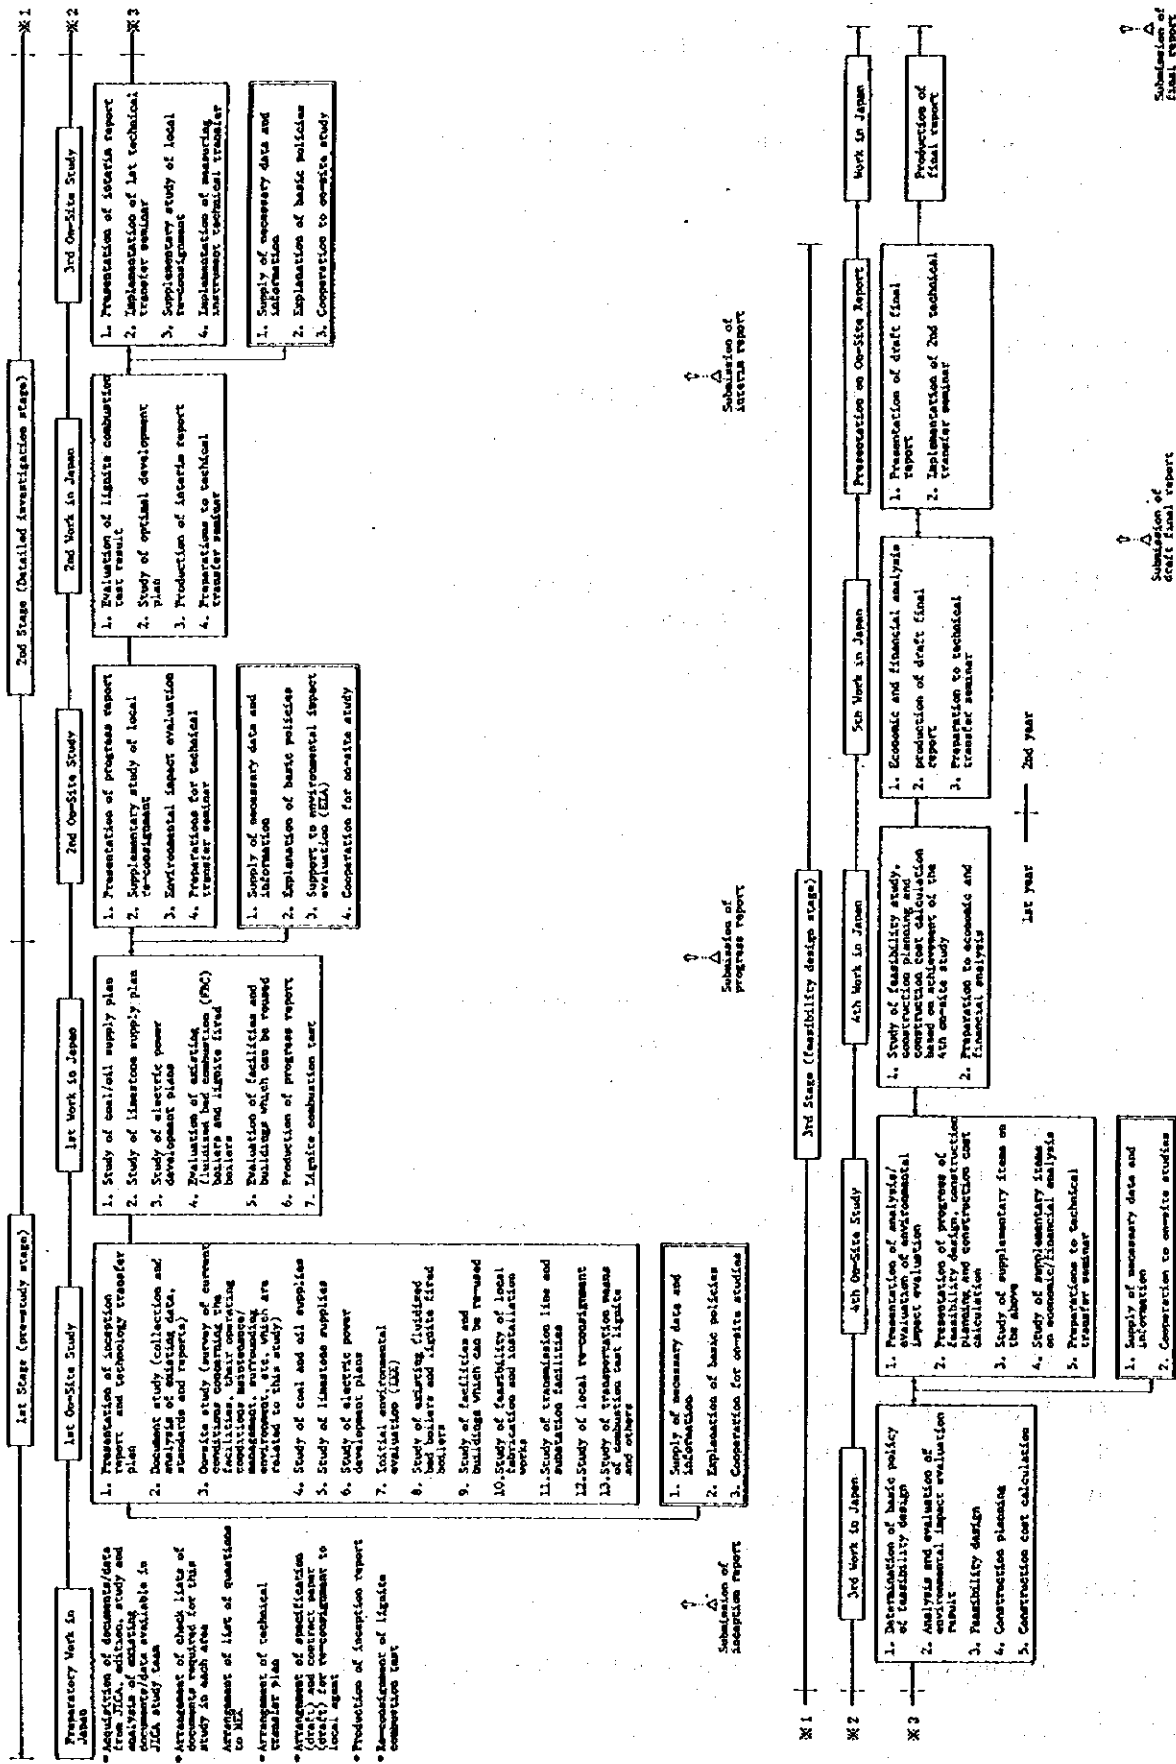 1st Stage (pre-study stage)
2nd Stage (Detailed investigation stage)
※1
Preparatory Work in
Japan
1st On-Site Study
1st Work in Japan
2nd On-Site Study
2nd Work in Japan
3rd On-Site Study
※2
* Acquisition of documents/data
from JICA, edition, study and
analysis of existing
documents/data available in
JICA study team
* Arrangement of check lists of
documents required for this
study in each area
Arrangement of list of questions
to
* Arrangement of technical
transfer plan
* Arrangement of specification
(draft) and contract paper
(draft) for re-consignment to
local agent
* Production of inception report
* Re-consignment of lignite
combustion test
1. Presentation of inception
report and technology transfer
plan
2. Document study (collection and
analysis of existing data,
standards and reports)
3. On-site study (survey of current
conditions concerning the
facilities, their operating
conditions maintenance/
management, surrounding
environment, etc. which are
related to this study)
4. Study of coal and oil supplies
5. Study of limestone supplies
6. Study of electric power
development plans
7. Initial environmental
evaluation (IEE)
8. Study of existing fluidized
bed boilers and lignite fired
boilers
9. Study of facilities and
buildings which can be re-used
10. Study of feasibility of local
fabrication and installation
works
11. Study of transmission line and
substation facilities
12. Study of local re-consignment
13. Study of transportation means
of combustion test lignite
and others
1. Supply of necessary data and
information
2. Explanation of basic policies
3. Cooperation for on-site studies
1. Study of coal/oil supply plan
2. Study of limestone supply plan
3. Study of electric power
development plans
4. Evaluation of existing
(fluidized bed combustion (FBC)
boilers and lignite fired
boilers
5. Evaluation of facilities and
buildings which can be reused
6. Production of progress report
7. Lignite combustion test
1. Presentation of progress report
2. Supplementary study of local
re-consignment
3. Environmental impact evaluation
4. Preparations for technical
transfer seminar
1. Supply of necessary data and
information
2. Explanation of basic policies
3. Support to environmental impact
evaluation (EIA)
4. Cooperation for on-site study
1. Evaluation of lignite combustion
test result
2. Study of optimal development
plan
3. Production of interim report
4. Preparations to techical
transfer seminar
1. Presentation of interim report
2. Implementation of 1st technical
transfer seminar
3. Supplementary study of local
re-consignment
4. Implementation of measuring
instrument technical transfer
1. Supply of necessary data and
information
2. Explanation of basic policies
3. Cooperation to on-site study
※3
Submission of
inception report
Submission of
progress report
Submission of
interim report
※1
3rd Stage (feasibility design stage)
※2
3rd Work in Japan
4th On-Site Study
4th Work in Japan
5th Work in Japan
Presentation on On-Site Report
Work in Japan
※3
1. Determination of basic policy
of feasibility design
2. Analysis and evaluation of
environmental impact evaluation
result
3. Feasibility design
4. Construction planning
5. Construction cost calculation
1. Presentation of analysis/
evaluation of environmental
impact evaluation
2. Presentation of progress of
feasibility design, construction
planning and construction cost
calculation
3. Study of supplementary items on
the above
4. Study of supplementary items
on economic/financial analysis
5. Preparations to technical
transfer seminar
1. Supply of necessary data and
information
2. Cooperation to on-site studies
1. Study of feasibility study,
construction planning and
construction cost calculation
based on achievement of the
4th on-site study
2. Preparation to economic and
financial analysis
1. Economic and financial analysis
2. production of draft final
report
3. Preparation to technical
transfer seminar
1. Presentation of draft final
report
2. Implementation of 2nd technical
transfer seminar
Production of
final report
1st year
2nd year
Submission of
draft final report
Submission of
final report